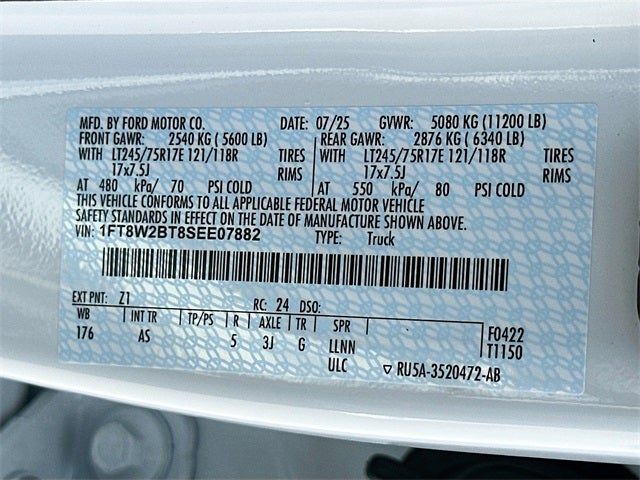 MFD. BY FORD MOTOR CO. DATE: 07/25 GVWR: 5080 KG (11200 LB)
FRONT GAWR: 2540 KG ( 5600 LB) REAR GAWR: 2876 KG ( 6340 LB)
WITH LT245/75R17E 121/118R TIRES WITH LT245/75R17E 121/118R TIRES
17x7.5J RIMS 17x7.5J RIMS
AT 480 kPa/ 70 PSI COLD AT 550 kPa/ 80 PSI COLD
THIS VEHICLE CONFORMS TO ALL APPLICABLE FEDERAL MOTOR VEHICLE
SAFETY STANDARDS IN EFFECT ON THE DATE OF MANUFACTURE SHOWN ABOVE.
VIN: 1FT8W2BT8SEE07882 TYPE: Truck
EXT PNT: Z1 RC: 24 DSO:
WB INT TR TP/PS R AXLE TR SPR F0422
176 AS 5 3J G LLNN T1150
ULC RU5A-3520472-AB